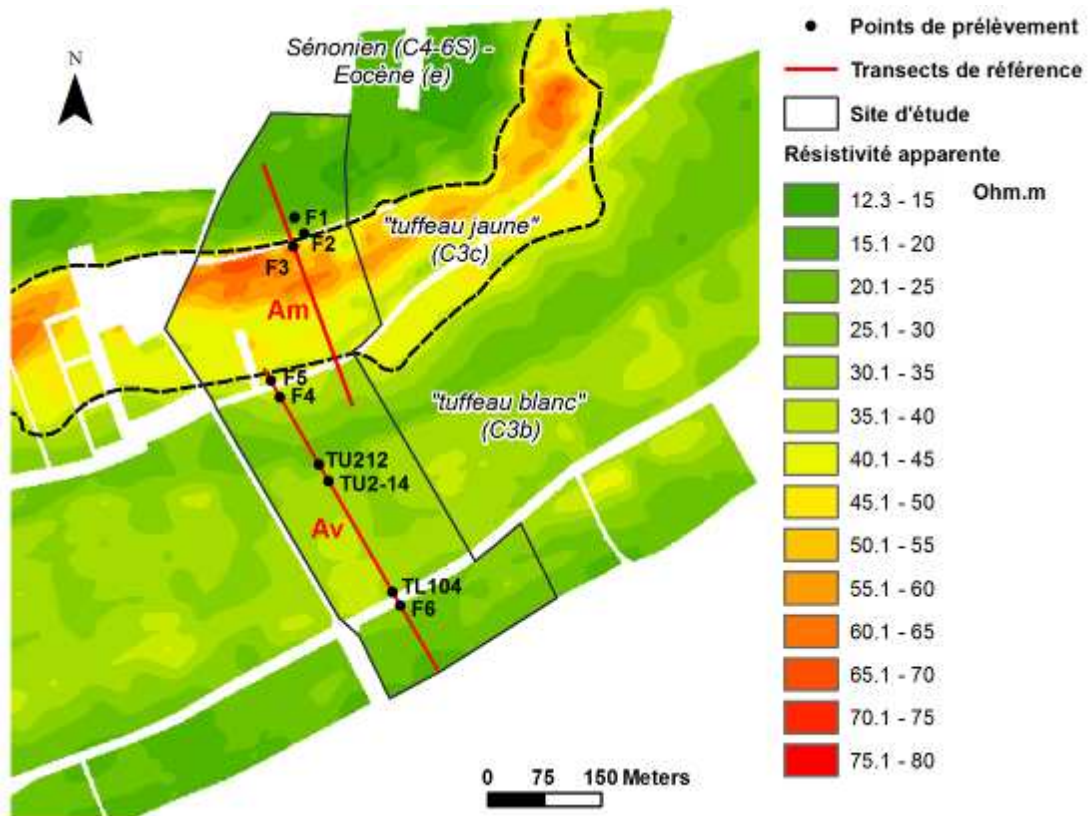 N
Sénonien (C4-6S) -
Eocène (e)
F1
F2
F3
"tuffeau jaune"
(C3c)
Am
F5
F4
"tuffeau blanc"
(C3b)
TU212
TU2-14
Av
TL104
F6
0 75 150 Meters
Points de prélèvement
Transects de référence
Site d'étude
Résistivité apparente
Ohm.m
12.3 - 15
15.1 - 20
20.1 - 25
25.1 - 30
30.1 - 35
35.1 - 40
40.1 - 45
45.1 - 50
50.1 - 55
55.1 - 60
60.1 - 65
65.1 - 70
70.1 - 75
75.1 - 80